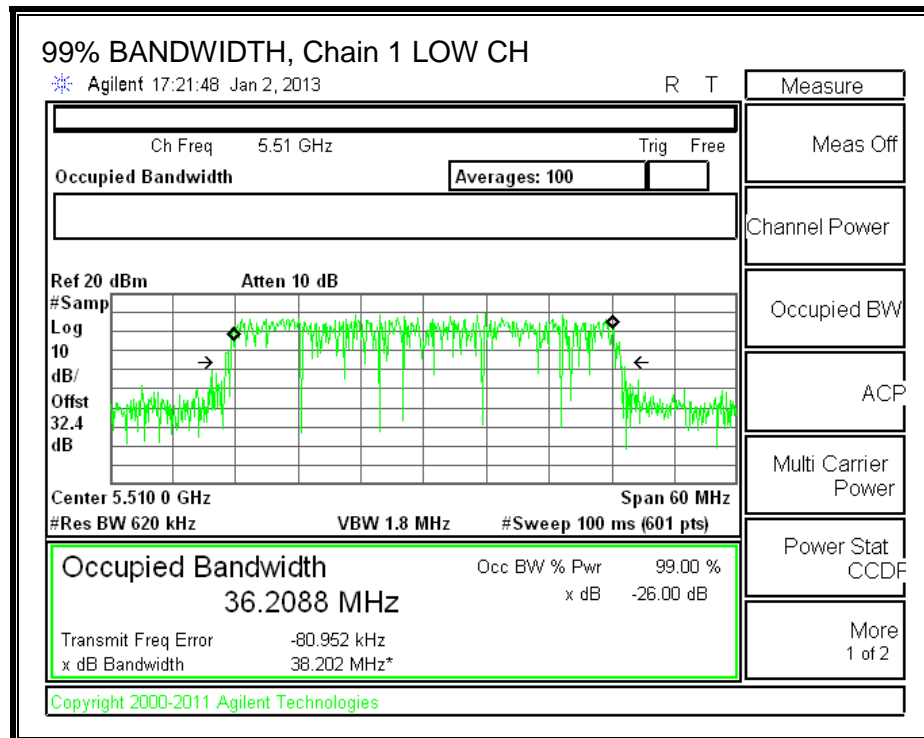 99% BANDWIDTH, Chain 1 LOW CH
Agilent 17:21:48 Jan 2, 2013 R T
Ch Freq 5.51 GHz Trig Free
Occupied Bandwidth Averages: 100
Ref 20 dBm Atten 10 dB
#Samp
Log
10
dB/
Offst
32.4
dB
Center 5.510 0 GHz Span 60 MHz
#Res BW 620 kHz VBW 1.8 MHz #Sweep 100 ms (601 pts)
Occupied Bandwidth Occ BW % Pwr 99.00 %
36.2088 MHz x dB -26.00 dB
Transmit Freq Error -80.952 kHz
x dB Bandwidth 38.202 MHz*
Copyright 2000-2011 Agilent Technologies
Measure
Meas Off
Channel Power
Occupied BW
ACP
Multi Carrier
Power
Power Stat
CCDF
More
1 of 2